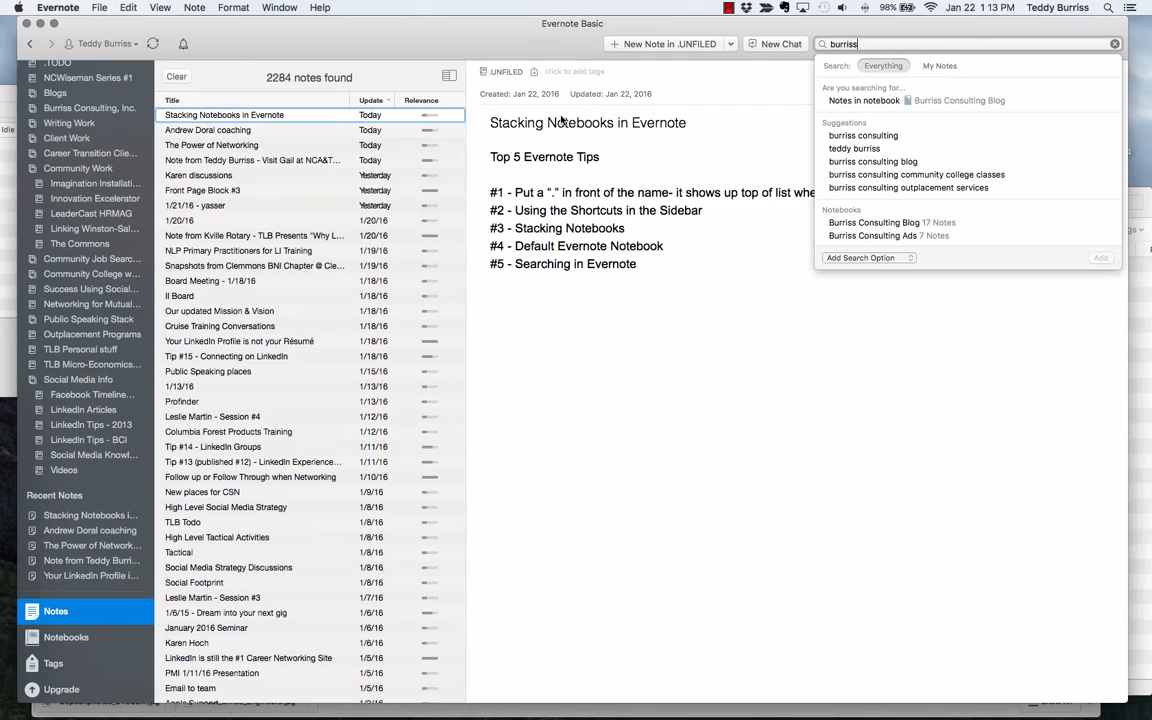 Evernote File Edit View Note Format Window Help
98% Jan 22 1:13 PM Teddy Burriss
Evernote Basic
Teddy Burriss
+ New Note in .UNFILED
New Chat
burriss
.TODO
NCWiseman Series #1
Blogs
Burriss Consulting, Inc.
Writing Work
Client Work
Career Transition Clie...
Community Work
Imagination Installati...
Innovation Excelerator
LeaderCast HRMAG
Linking Winston-Sal...
The Commons
Community Job Searc...
Community College w...
Success Using Social...
Networking for Mutual...
Public Speaking Stack
Outplacement Programs
TLB Personal stuff
TLB Micro-Economics...
Social Media Info
Facebook Timeline...
LinkedIn Articles
LinkedIn Tips - 2013
LinkedIn Tips - BCI
Social Media Knowl...
Videos
Recent Notes
Stacking Notebooks i...
Andrew Doral coaching
The Power of Network...
Note from Teddy Burri...
Your LinkedIn Profile i...
Notes
Notebooks
Tags
Upgrade
Idle
Clear
2284 notes found
Title Update Relevance
Stacking Notebooks in Evernote Today
Andrew Doral coaching Today
The Power of Networking Today
Note from Teddy Burriss - Visit Gail at NCA&T... Today
Karen discussions Yesterday
Front Page Block #3 Yesterday
1/21/16 - yasser Yesterday
1/20/16 1/20/16
Note from Kville Rotary - TLB Presents "Why L... 1/20/16
NLP Primary Practitioners for LI Training 1/19/16
Snapshots from Clemmons BNI Chapter @ Cle... 1/19/16
Board Meeting - 1/18/16 1/18/16
II Board 1/18/16
Our updated Mission & Vision 1/18/16
Cruise Training Conversations 1/18/16
Your LinkedIn Profile is not your Résumé 1/18/16
Tip #15 - Connecting on LinkedIn 1/18/16
Public Speaking places 1/15/16
1/13/16 1/13/16
Profinder 1/13/16
Leslie Martin - Session #4 1/12/16
Columbia Forest Products Training 1/12/16
Tip #14 - LinkedIn Groups 1/11/16
Tip #13 (published #12) - LinkedIn Experience... 1/11/16
Follow up or Follow Through when Networking 1/10/16
New places for CSN 1/9/16
High Level Social Media Strategy 1/8/16
TLB Todo 1/8/16
High Level Tactical Activities 1/8/16
Tactical 1/8/16
Social Media Strategy Discussions 1/8/16
Social Footprint 1/8/16
Leslie Martin - Session #3 1/7/16
1/6/15 - Dream into your next gig 1/6/16
January 2016 Seminar 1/6/16
Karen Hoch 1/6/16
LinkedIn is still the #1 Career Networking Site 1/5/16
PMI 1/11/16 Presentation 1/5/16
Email to team 1/5/16
.UNFILED click to add tags
Created: Jan 22, 2016 Updated: Jan 22, 2016
Stacking Notebooks in Evernote
Top 5 Evernote Tips
#1 - Put a "." in front of the name- it shows up top of list whe
#2 - Using the Shortcuts in the Sidebar
#3 - Stacking Notebooks
#4 - Default Evernote Notebook
#5 - Searching in Evernote
Search: Everything My Notes
Are you searching for...
Notes in notebook Burriss Consulting Blog
Suggestions
burriss consulting
teddy burriss
burriss consulting blog
burriss consulting community college classes
burriss consulting outplacement services
Notebooks
Burriss Consulting Blog 17 Notes
Burriss Consulting Ads 7 Notes
Add Search Option
Add